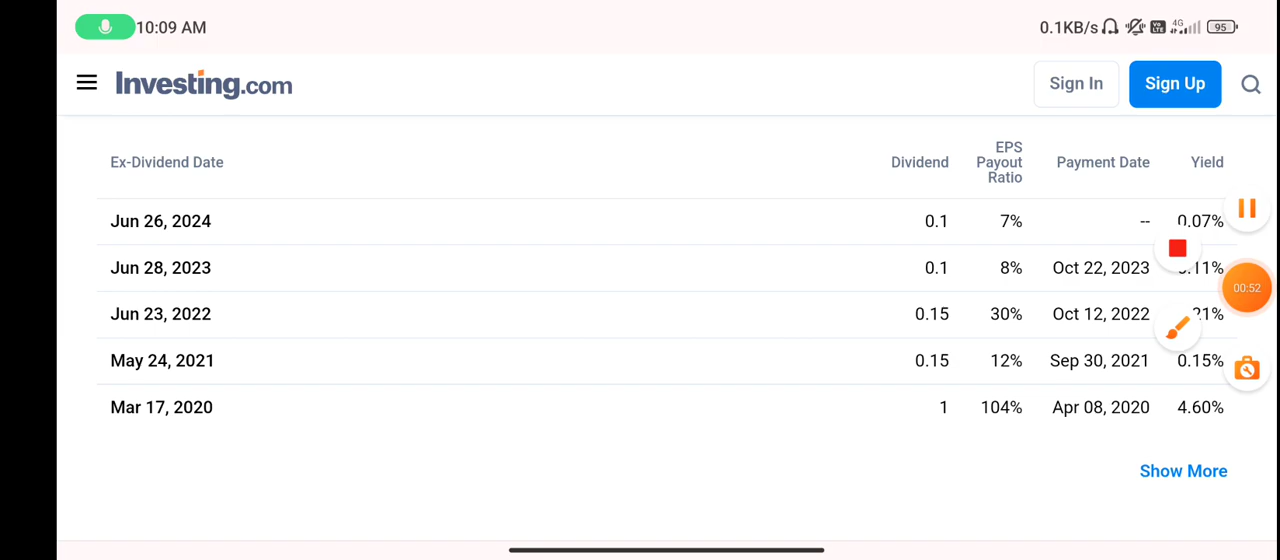 10:09 AM 0.1KB/s 4G 95
Investing.com Sign In Sign Up
Ex-Dividend Date Dividend EPS Payout Ratio Payment Date Yield
Jun 26, 2024 0.1 7% -- 0.07%
Jun 28, 2023 0.1 8% Oct 22, 2023 11%
Jun 23, 2022 0.15 30% Oct 12, 2022 21%
00:52
May 24, 2021 0.15 12% Sep 30, 2021 0.15%
Mar 17, 2020 1 104% Apr 08, 2020 4.60%
Show More